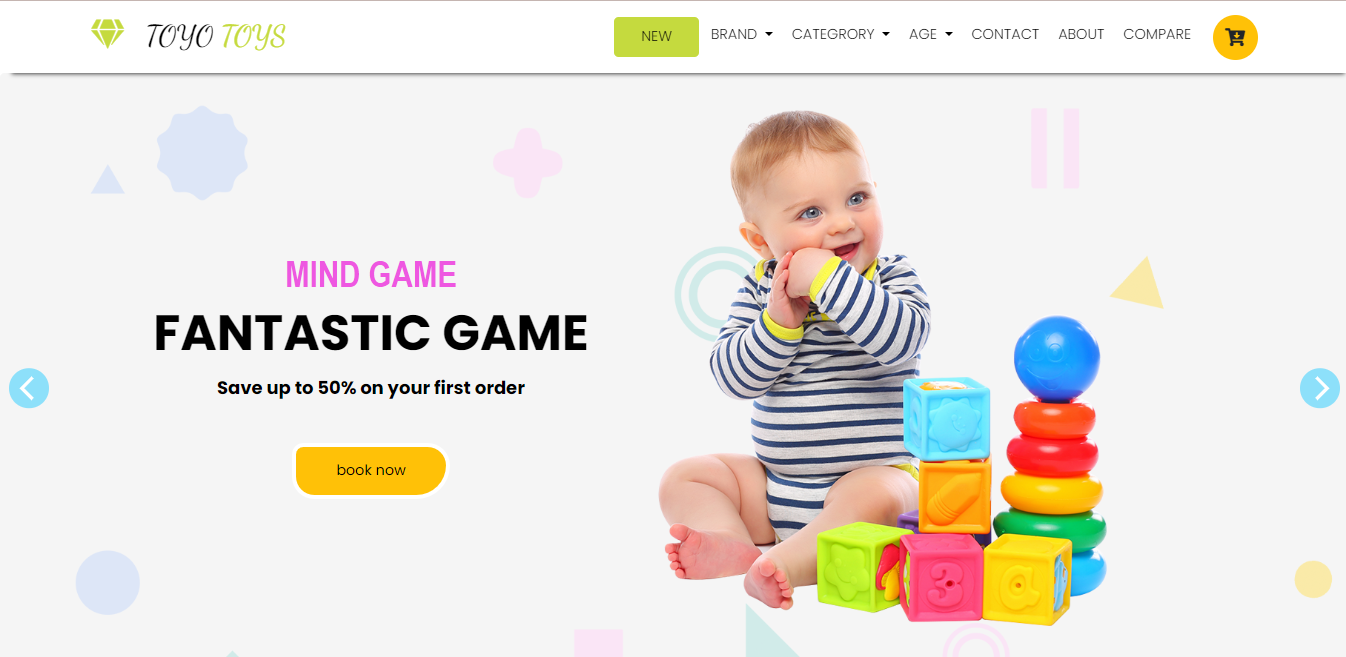 TOYO TOYS
NEW BRAND CATEGRORY AGE CONTACT ABOUT COMPARE
MIND GAME
FANTASTIC GAME
Save up to 50% on your first order
book now
3 a